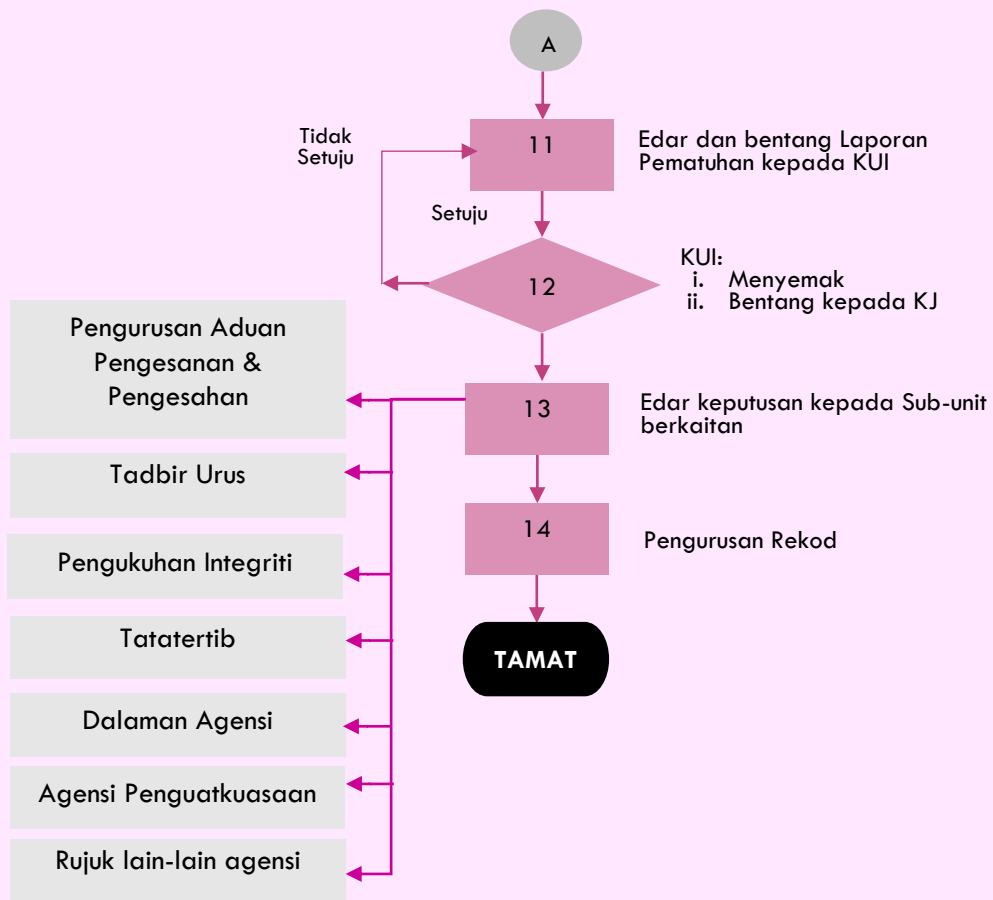 A
11
Edar dan bentang Laporan
Pematuhan kepada KUI
Tidak
Setuju
Setuju
12
KUI:
i. Menyemak
ii. Bentang kepada KJ
13
Edar keputusan kepada Sub-unit
berkaitan
14
Pengurusan Rekod
TAMAT
Pengurusan Aduan
Pengesanan &
Pengesahan
Tadbir Urus
Pengukuhan Integriti
Tatatertib
Dalaman Agensi
Agensi Penguatkuasaan
Rujuk lain-lain agensi